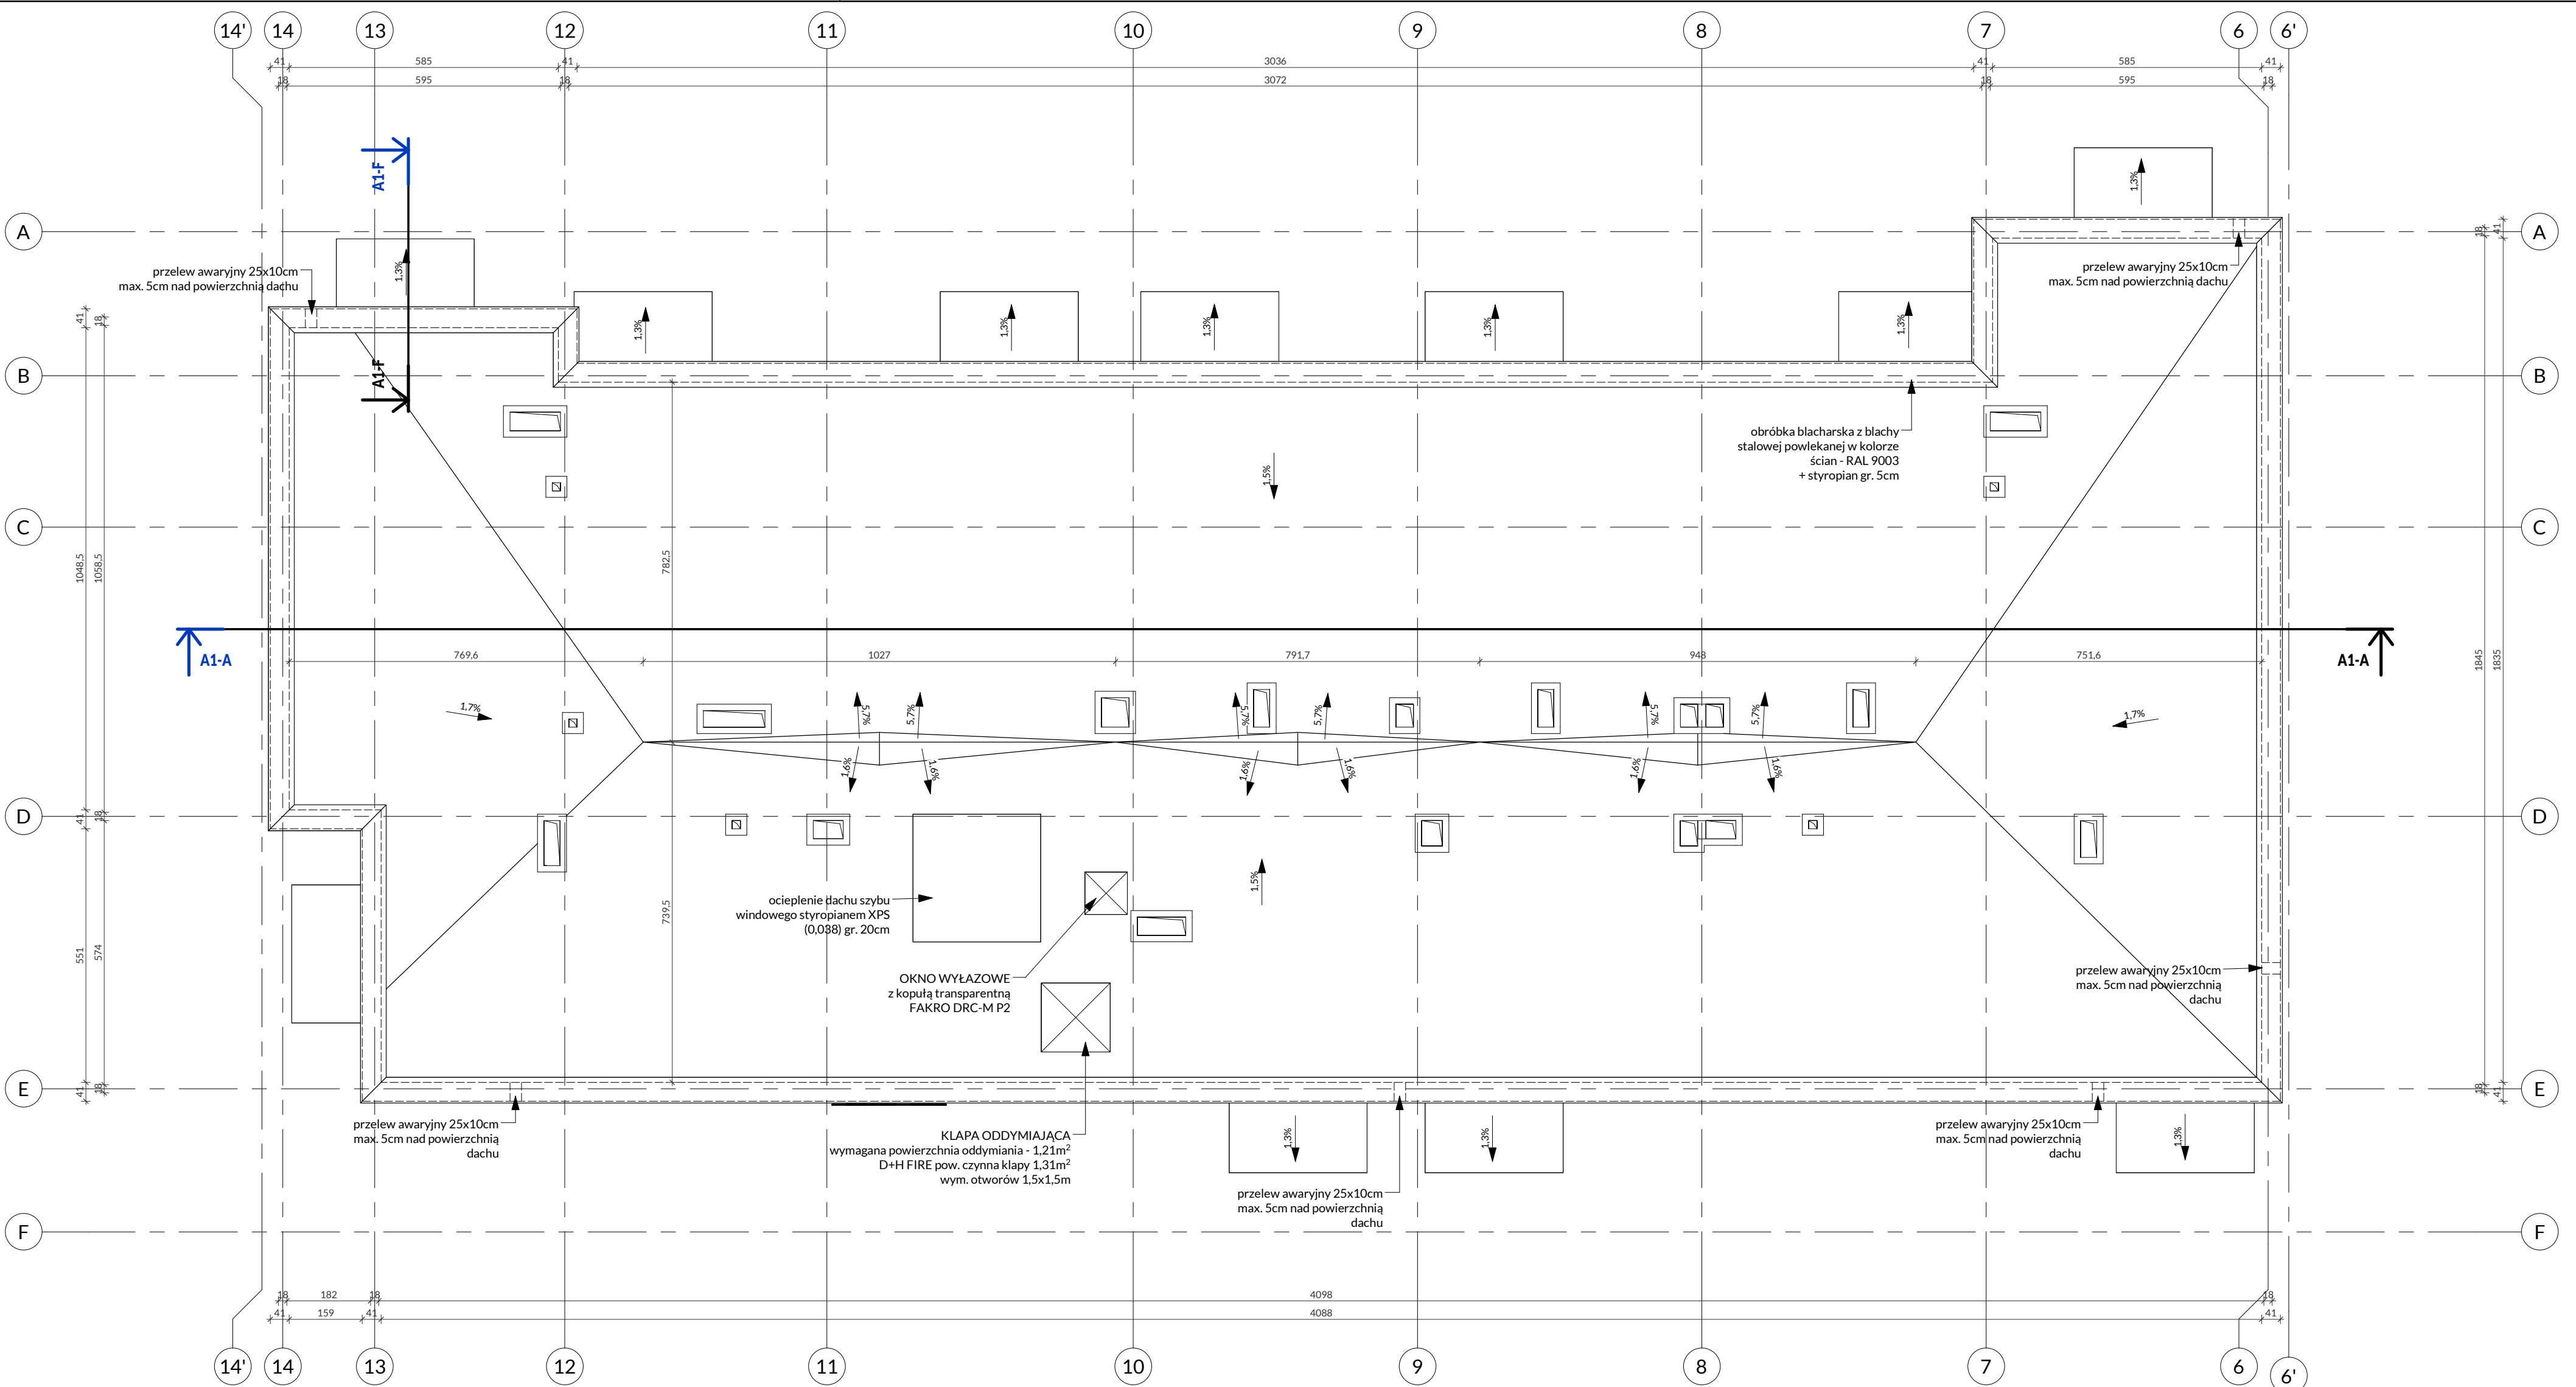 14' 14 13 12 11 10 9 8 7 6 6'
41 585 41 3036 41 585 41
18 595 18 3072 18 595 18
A1-F
1,3%
A A
18 41
przelew awaryjny 25x10cm
max. 5cm nad powierzchnią dachu
1,3%
przelew awaryjny 25x10cm
max. 5cm nad powierzchnią dachu
41 18
1,3% 1,3% 1,3% 1,3% 1,3%
B B
A1-F
obróbka blacharska z blachy
stalowej powlekanej w kolorze
ścian - RAL 9003
+ styropian gr. 5cm
1,5%
C C
1048,5 1058,5 782,5
A1-A A1-A
769,6 1027 791,7 948 751,6
1845 1835
1,7% 5,7% 5,7% 5,7% 5,7% 5,7% 5,7% 1,7%
1,6% 1,6% 1,6% 1,6% 1,6% 1,6%
D D
41 18
1,5%
551 574 739,5
ocieplenie dachu szybu
windowego styropianem XPS
(0,038) gr. 20cm
OKNO WYŁAZOWE
z kopułą transparentną
FAKRO DRC-M P2
przelew awaryjny 25x10cm
max. 5cm nad powierzchnią
dachu
E E
41 18 18 41
przelew awaryjny 25x10cm
max. 5cm nad powierzchnią
dachu
KLAPA ODDYMIAJĄCA
wymagana powierzchnia oddymiania - 1,21m²
D+H FIRE pow. czynna klapy 1,31m²
wym. otworów 1,5x1,5m
1,3% 1,3% 1,3%
przelew awaryjny 25x10cm
max. 5cm nad powierzchnią
dachu
przelew awaryjny 25x10cm
max. 5cm nad powierzchnią
dachu
F F
18 182 18 4098 18
41 159 41 4088 41
14' 14 13 12 11 10 9 8 7 6 6'